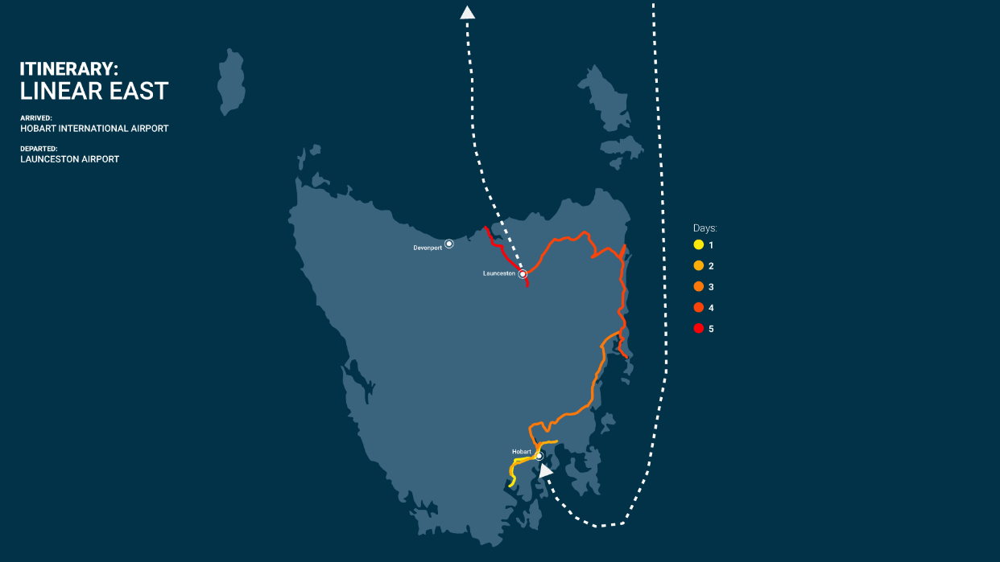 ITINERARY:
LINEAR EAST
ARRIVED:
HOBART INTERNATIONAL AIRPORT
DEPARTED:
LAUNCESTON AIRPORT
Devonport
Launceston
Hobart
Days:
1
2
3
4
5